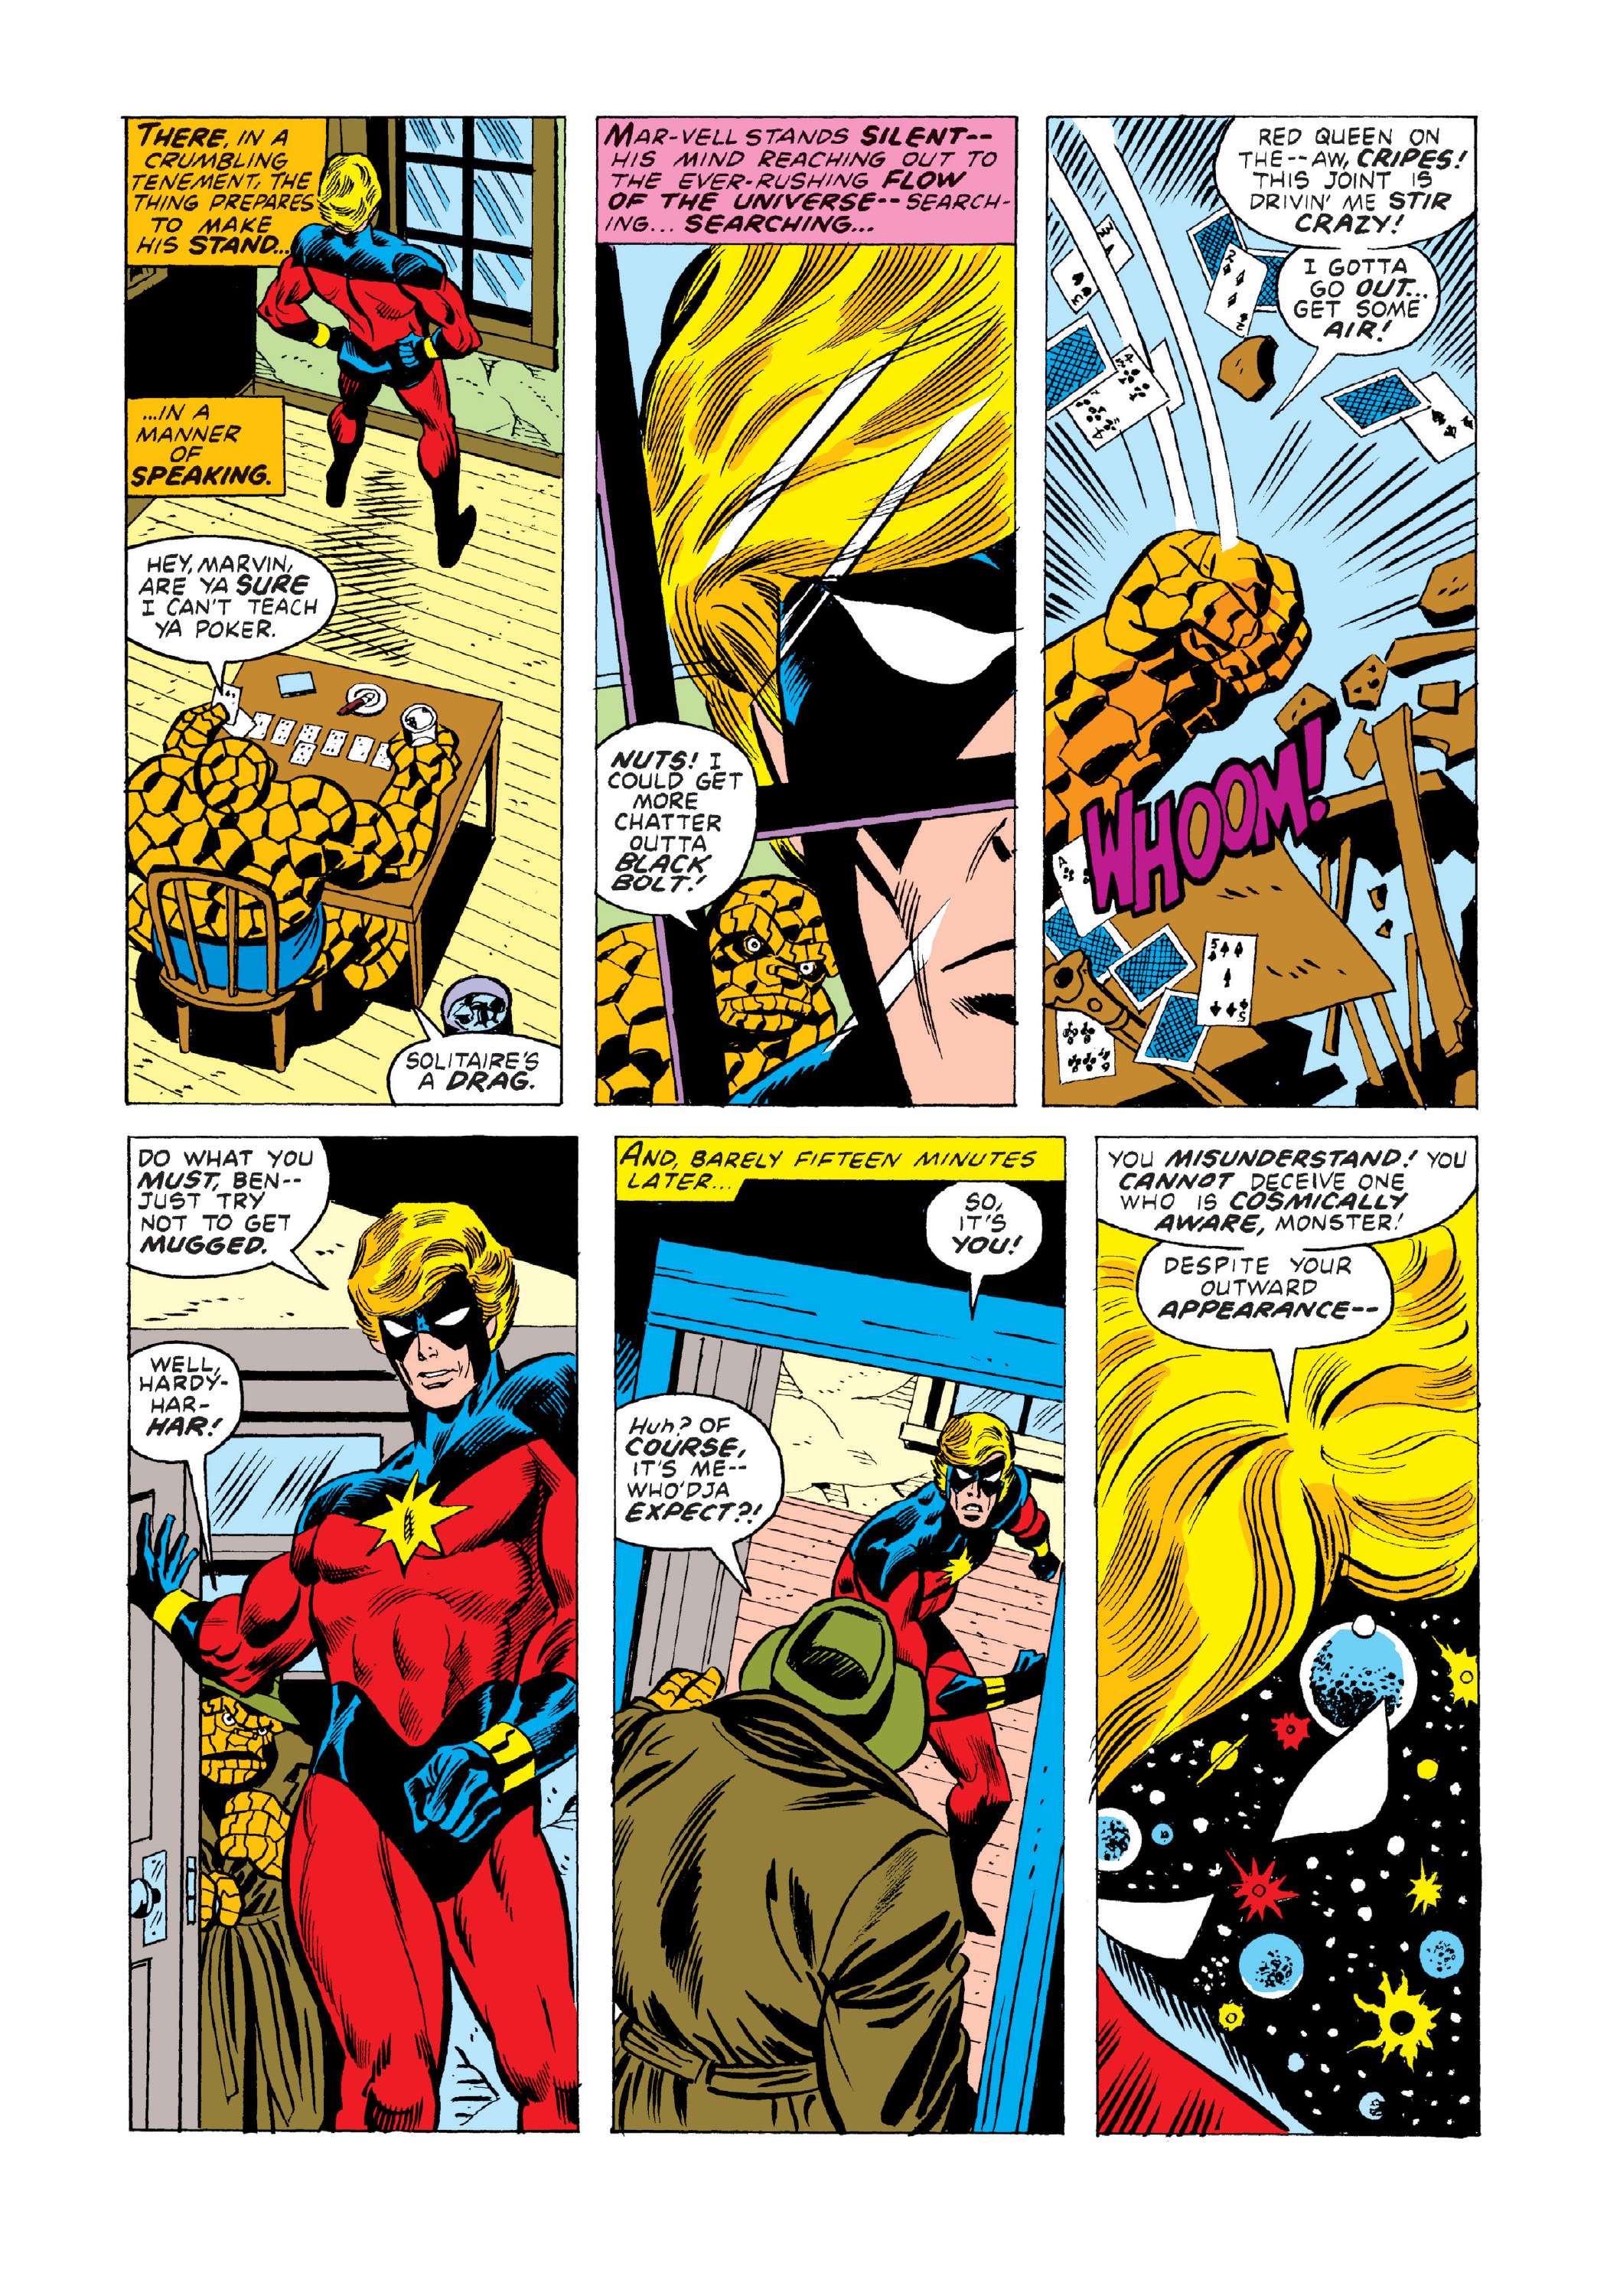 THERE, IN A
CRUMBLING
TENEMENT, THE
THING PREPARES
TO MAKE
HIS STAND...
...IN A
MANNER
OF
SPEAKING.
HEY, MARVIN,
ARE YA SURE
I CAN'T TEACH
YA POKER.
SOLITAIRE'S
A DRAG.
MAR-VELL STANDS SILENT--
HIS MIND REACHING OUT TO
THE EVER-RUSHING FLOW
OF THE UNIVERSE--SEARCH-
ING... SEARCHING...
NUTS! I
COULD GET
MORE
CHATTER
OUTTA
BLACK
BOLT!
RED QUEEN ON
THE--AW, CRIPES!
THIS JOINT IS
DRIVIN' ME STIR
CRAZY!
I GOTTA
GO OUT...
GET SOME
AIR!
WHOOM!
DO WHAT YOU
MUST, BEN--
JUST TRY
NOT TO GET
MUGGED.
WELL,
HARDY-
HAR-
HAR!
AND, BARELY FIFTEEN MINUTES
LATER...
SO,
IT'S
YOU!
HUH? OF
COURSE,
IT'S ME--
WHO'DJA
EXPECT?!
YOU MISUNDERSTAND! YOU
CANNOT DECEIVE ONE
WHO IS COSMICALLY
AWARE, MONSTER!
DESPITE YOUR
OUTWARD
APPEARANCE--